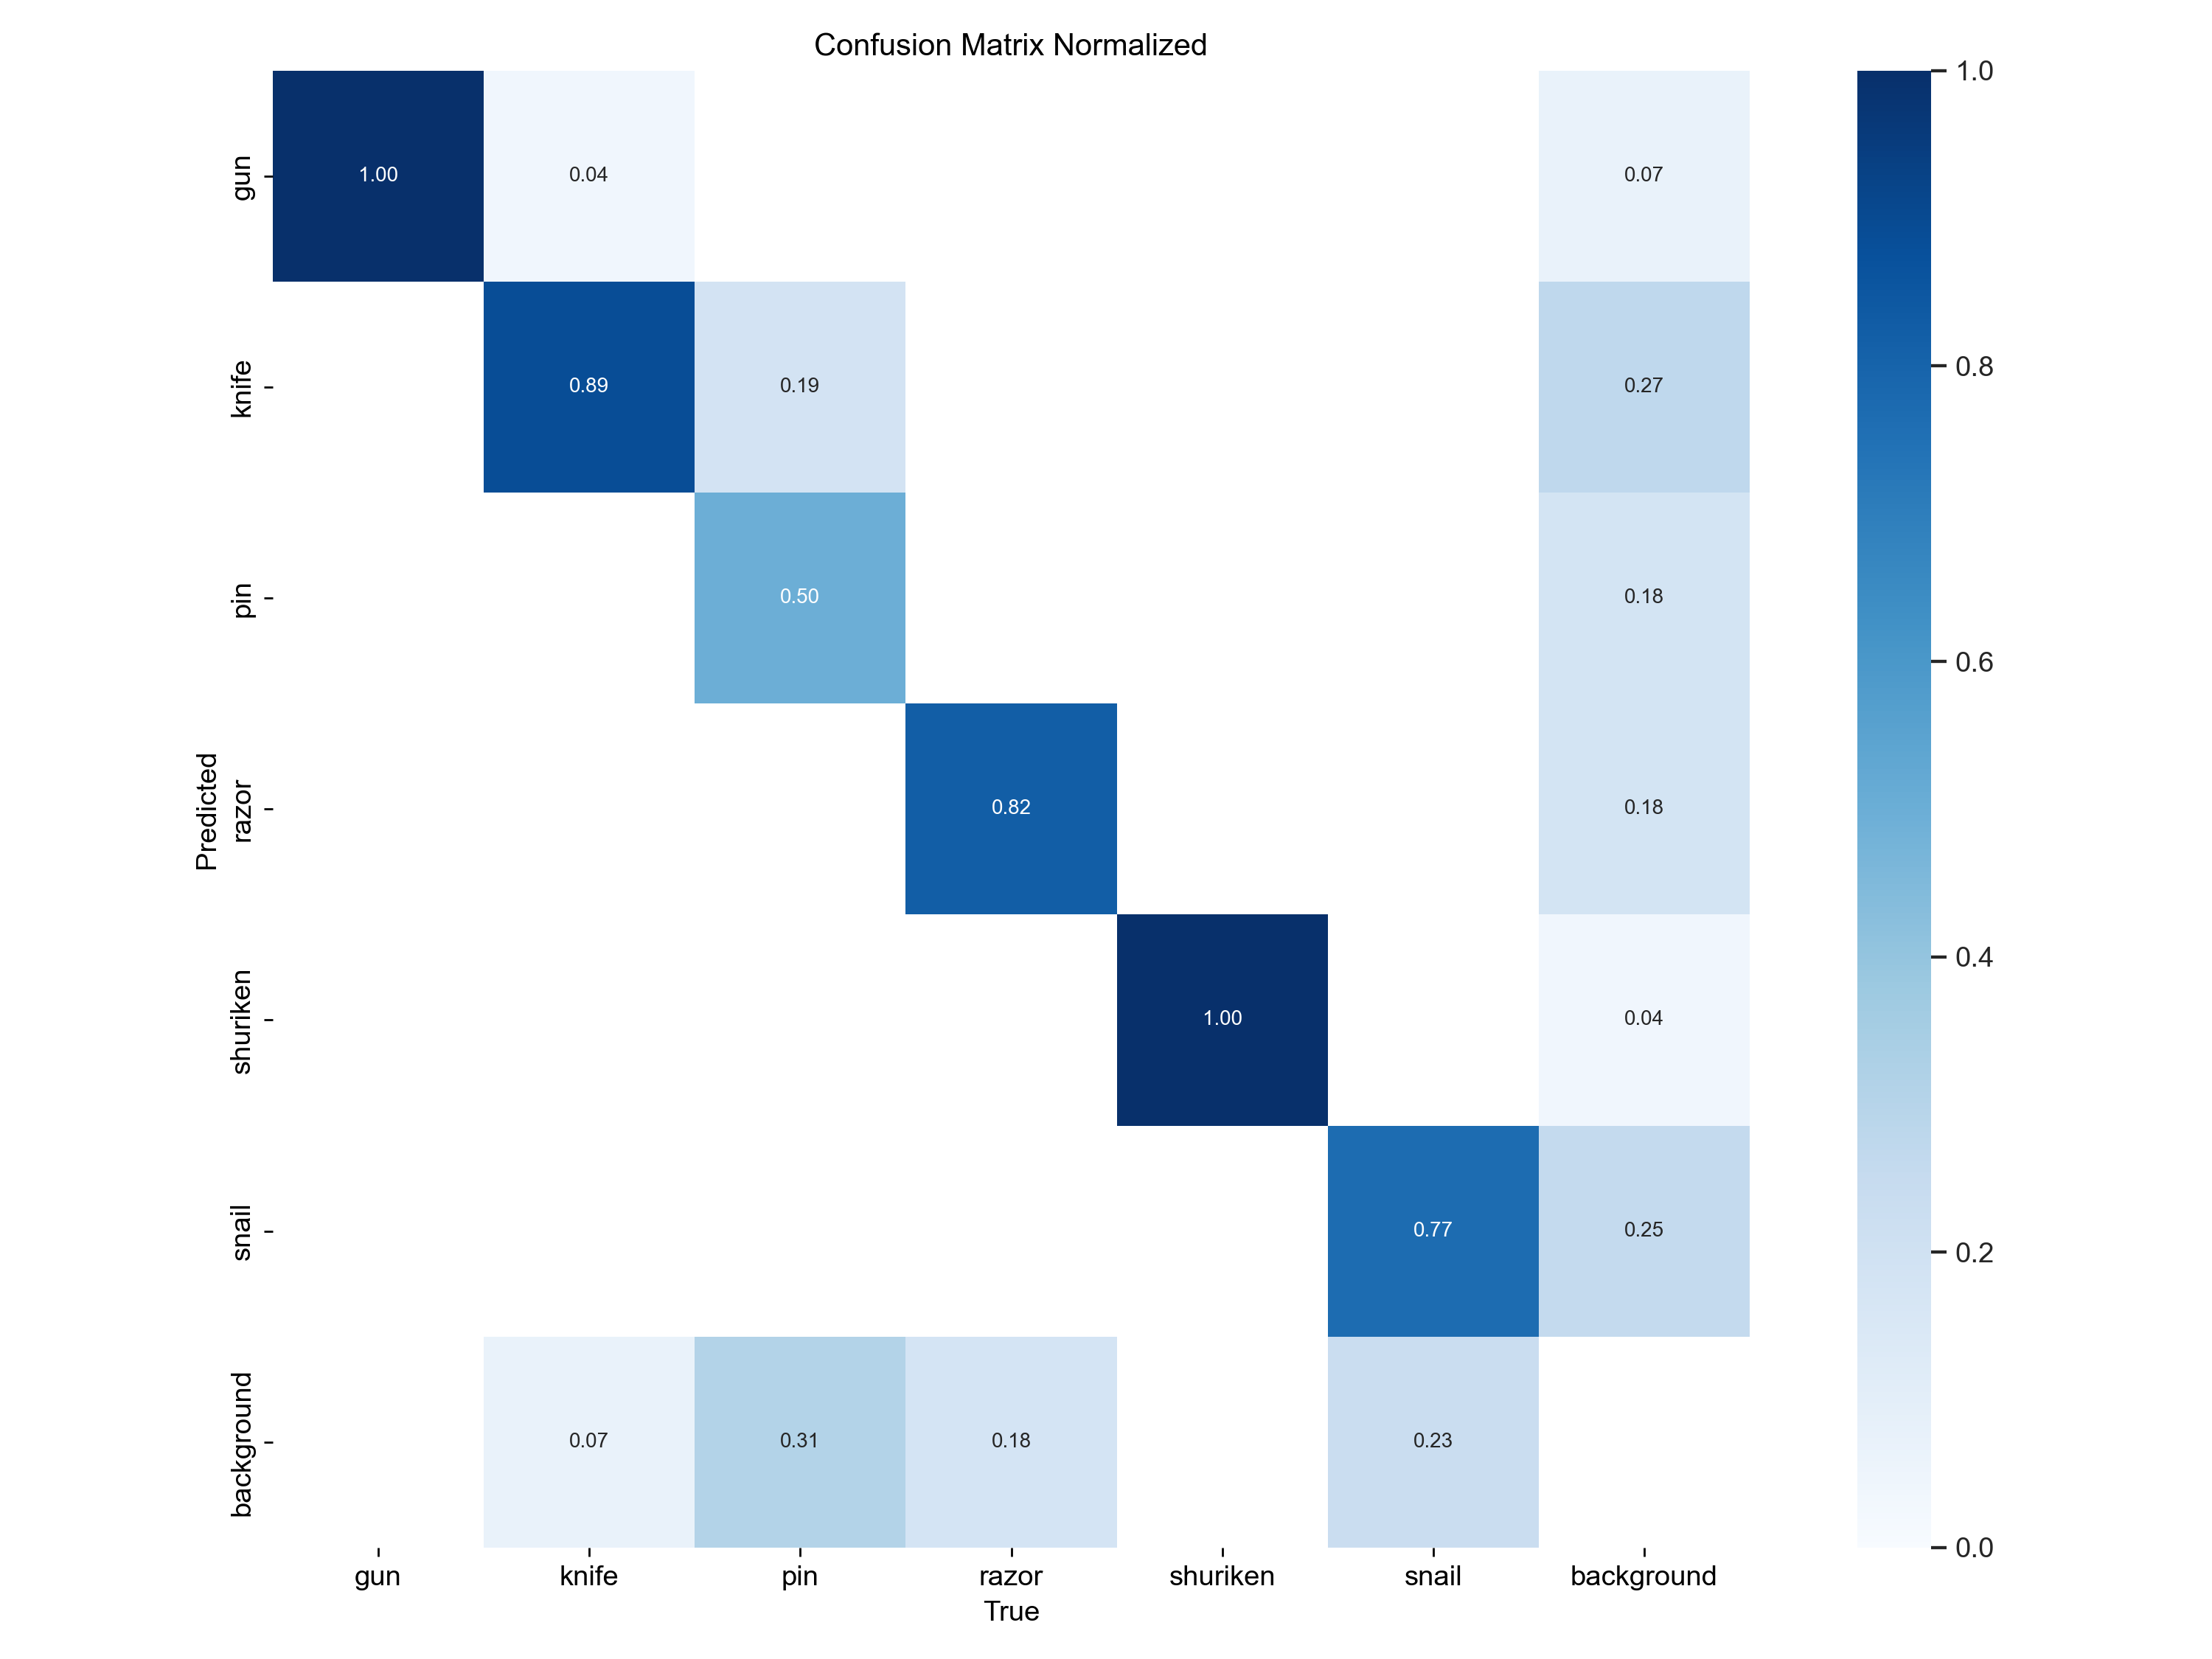 Confusion Matrix Normalized
1.0
gun
1.00
0.04
0.07
0.8
knife
0.89
0.19
0.27
pin
0.50
0.18
0.6
Predicted
razor
0.82
0.18
0.4
shuriken
1.00
0.04
snail
0.77
0.25
0.2
background
0.07
0.31
0.18
0.23
0.0
gun knife pin razor shuriken snail background
True